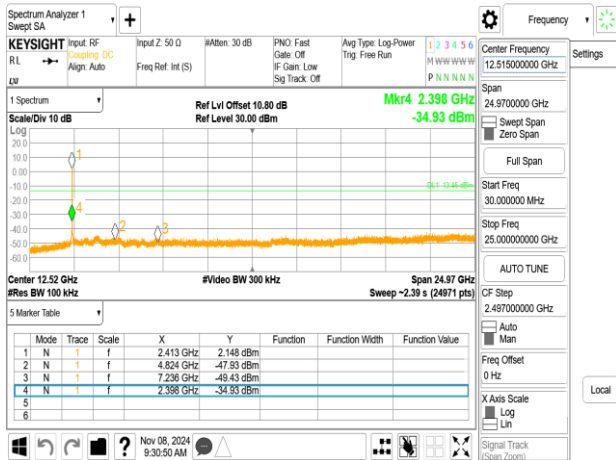 Spectrum Analyzer 1
Swept SA
Frequency
KEYSIGHT
RL
LXI
Input: RF
Coupling: DC
Align: Auto
Input Z: 50 Ω
Freq Ref: Int (S)
#Atten: 30 dB
PNO: Fast
Gate: Off
IF Gain: Low
Sig Track: Off
Avg Type: Log-Power
Trig: Free Run
1 2 3 4 5 6
M W W W W W
P N N N N N
1 Spectrum
Scale/Div 10 dB
Ref Lvl Offset 10.80 dB
Ref Level 30.00 dBm
Mkr4 2.398 GHz
-34.93 dBm
Log
20.0
10.0
0.00
-10.0
-20.0
-30.0
-40.0
-50.0
-60.0
1
4
2
3
Center 12.52 GHz
#Res BW 100 kHz
#Video BW 300 kHz
Span 24.97 GHz
Sweep ~2.39 s (24971 pts)
5 Marker Table
Mode Trace Scale X Y Function Function Width Function Value
1 N 1 f 2.413 GHz 2.148 dBm
2 N 1 f 4.824 GHz -47.93 dBm
3 N 1 f 7.236 GHz -49.43 dBm
4 N 1 f 2.398 GHz -34.93 dBm
5
6
Nov 08, 2024
9:30:50 AM
Center Frequency
12.515000000 GHz
Span
24.9700000 GHz
Swept Span
Zero Span
Full Span
Start Freq
30.000000 MHz
Stop Freq
25.000000000 GHz
AUTO TUNE
CF Step
2.497000000 GHz
Auto
Man
Freq Offset
0 Hz
X Axis Scale
Log
Lin
Signal Track
(Span Zoom)
Settings
Local